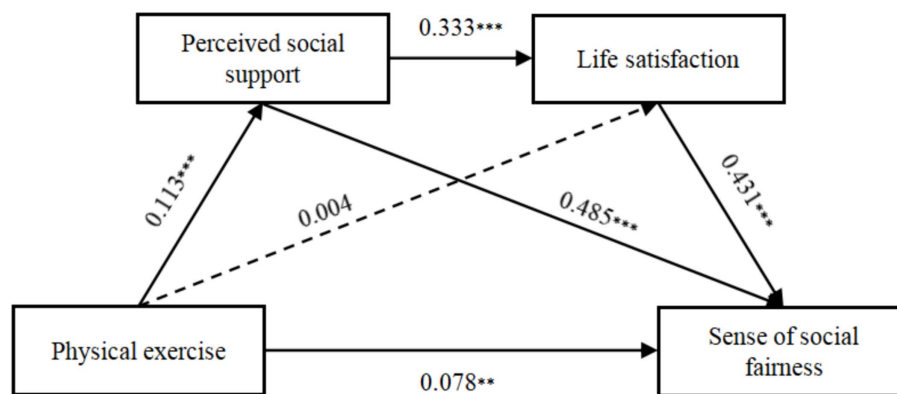 0.333***
Perceived social
support
Life satisfaction
0.113***
0.004
0.485***
0.431***
Physical exercise
Sense of social
fairness
0.078**